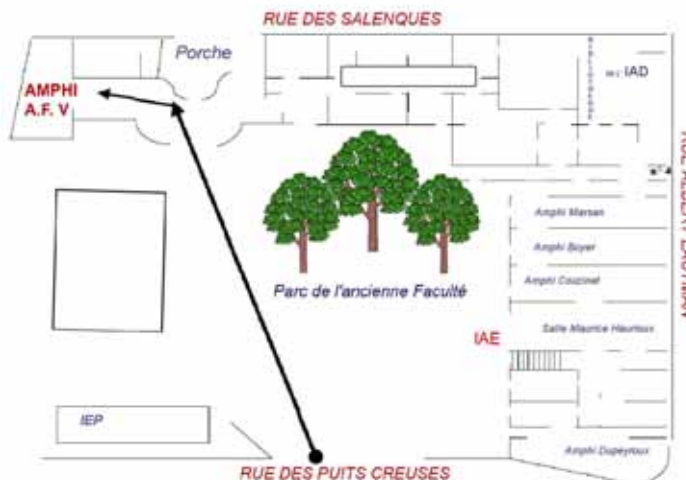 RUE DES SALENQUES
Porche
IAD
AMPHI
A.F. V
Amphi Marsan
Amphi Boyer
Amphi Couzinet
Parc de l'ancienne Faculté
Salle Maurice Hauriou
IAE
IEP
Amphi Dupeyroux
RUE DES PUITS CREUSES